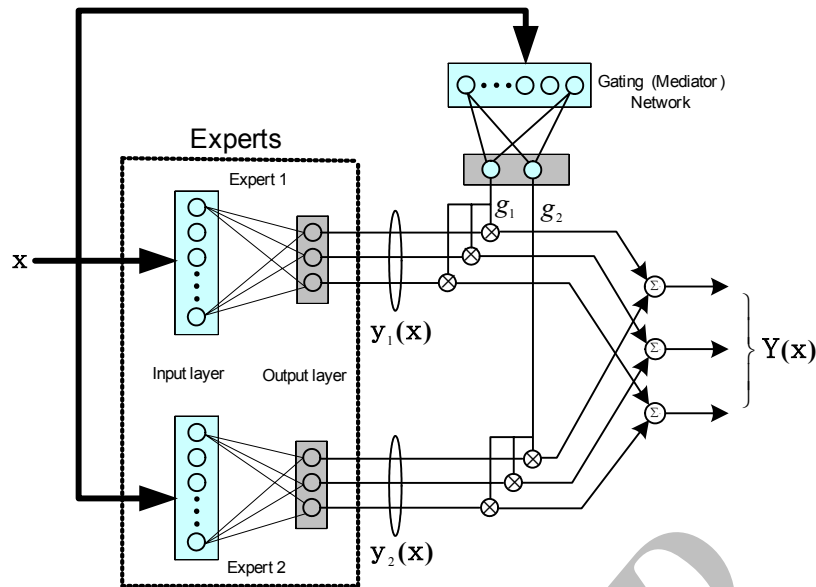 Gating (Mediator)
Network
Experts
Expert 1
g₁
g₂
x
y₁(x)
Σ
Σ
Σ
Y(x)
Input layer
Output layer
y₂(x)
Expert 2